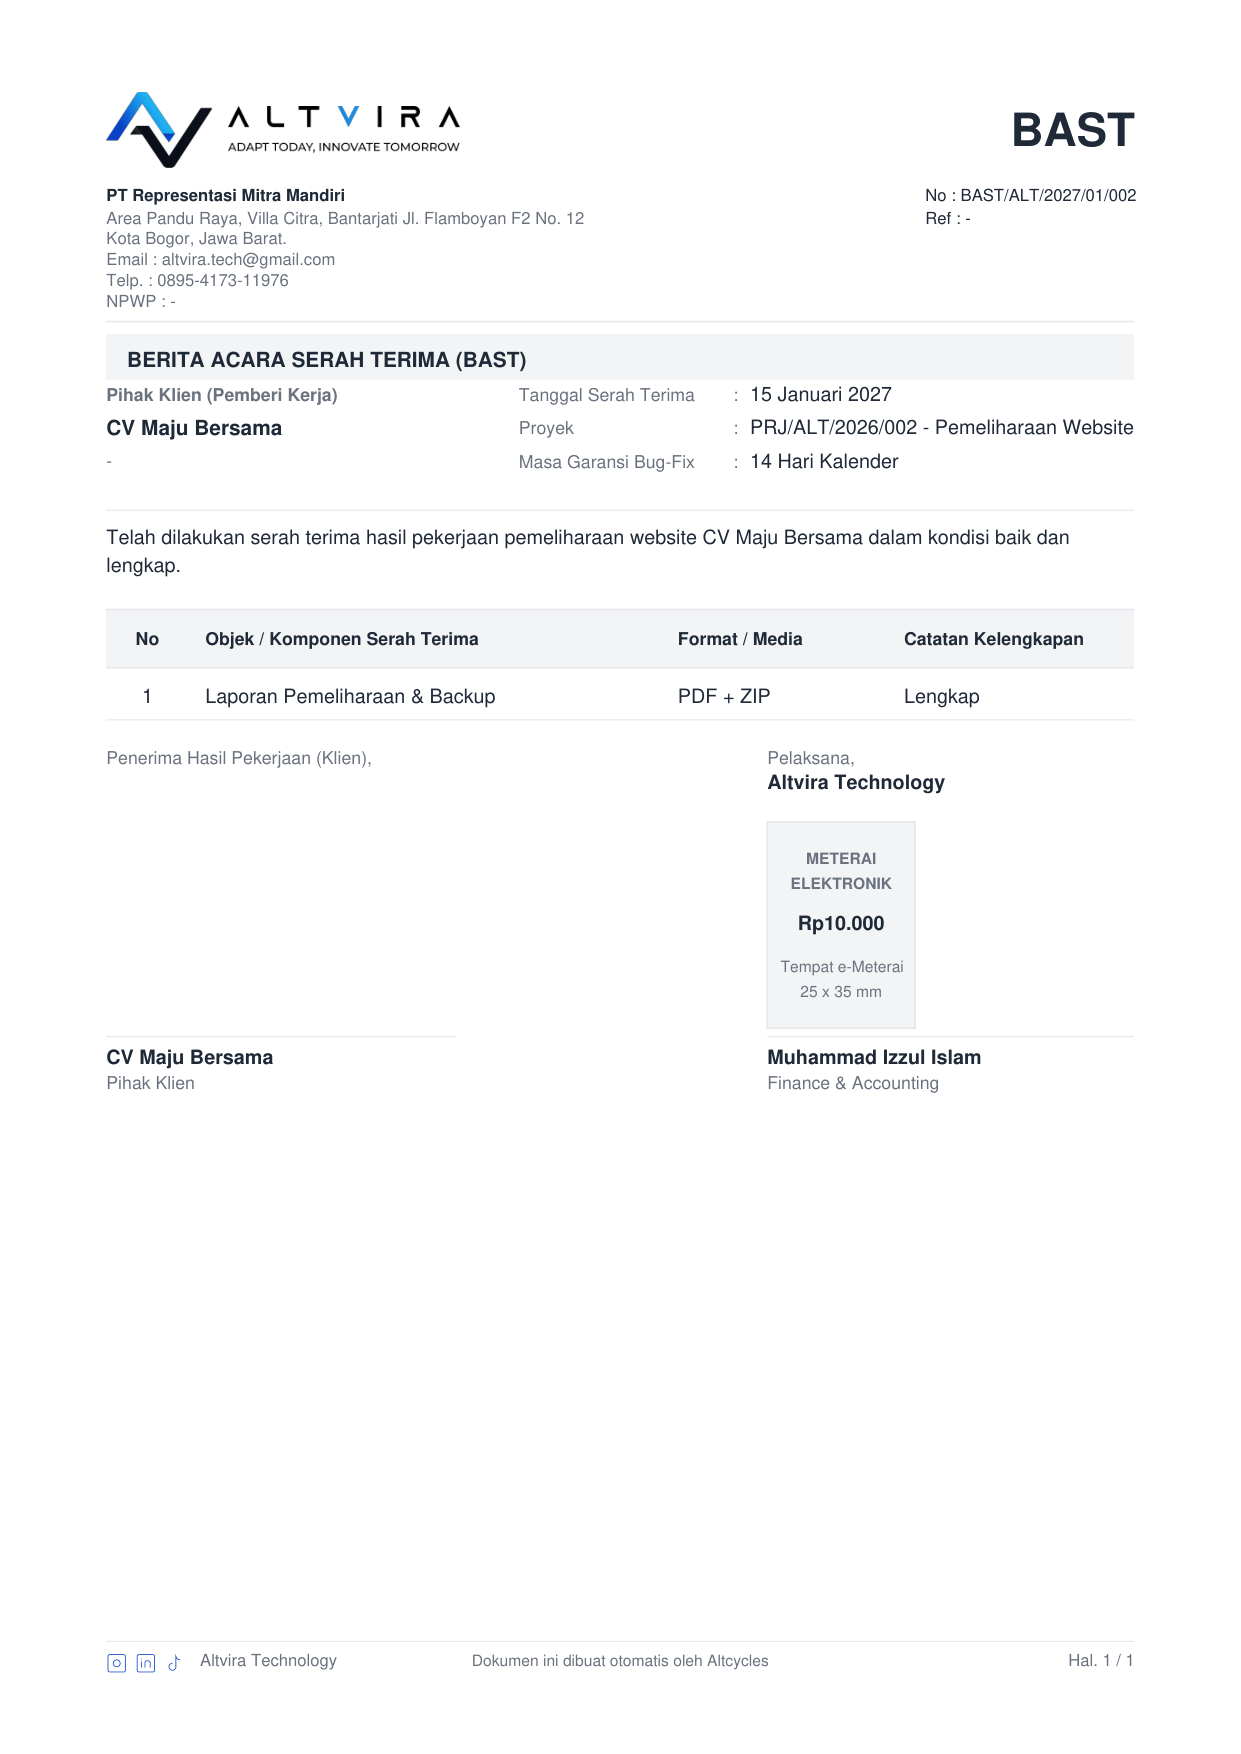 ALTVIRA
ADAPT TODAY, INNOVATE TOMORROW
BAST
PT Representasi Mitra Mandiri
Area Pandu Raya, Villa Citra, Bantarjati Jl. Flamboyan F2 No. 12
Kota Bogor, Jawa Barat.
Email : altvira.tech@gmail.com
Telp. : 0895-4173-11976
NPWP : -
No : BAST/ALT/2027/01/002
Ref : -
BERITA ACARA SERAH TERIMA (BAST)
Pihak Klien (Pemberi Kerja)
CV Maju Bersama
-
Tanggal Serah Terima : 15 Januari 2027
Proyek : PRJ/ALT/2026/002 - Pemeliharaan Website
Masa Garansi Bug-Fix : 14 Hari Kalender
Telah dilakukan serah terima hasil pekerjaan pemeliharaan website CV Maju Bersama dalam kondisi baik dan
lengkap.
No Objek / Komponen Serah Terima Format / Media Catatan Kelengkapan
1 Laporan Pemeliharaan & Backup PDF + ZIP Lengkap
Penerima Hasil Pekerjaan (Klien),
CV Maju Bersama
Pihak Klien
Pelaksana,
Altvira Technology
METERAI
ELEKTRONIK
Rp10.000
Tempat e-Meterai
25 x 35 mm
Muhammad Izzul Islam
Finance & Accounting
Altvira Technology Dokumen ini dibuat otomatis oleh Altcycles Hal. 1 / 1